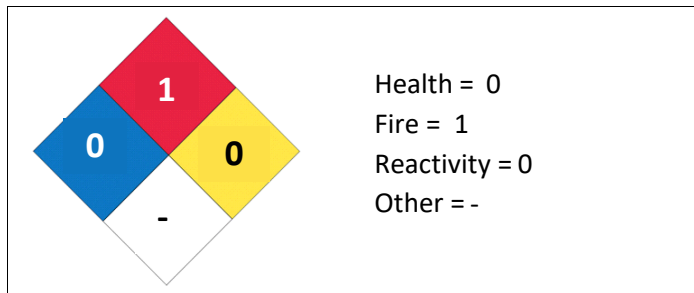 1
0
0
-
Health = 0
Fire = 1
Reactivity = 0
Other = -